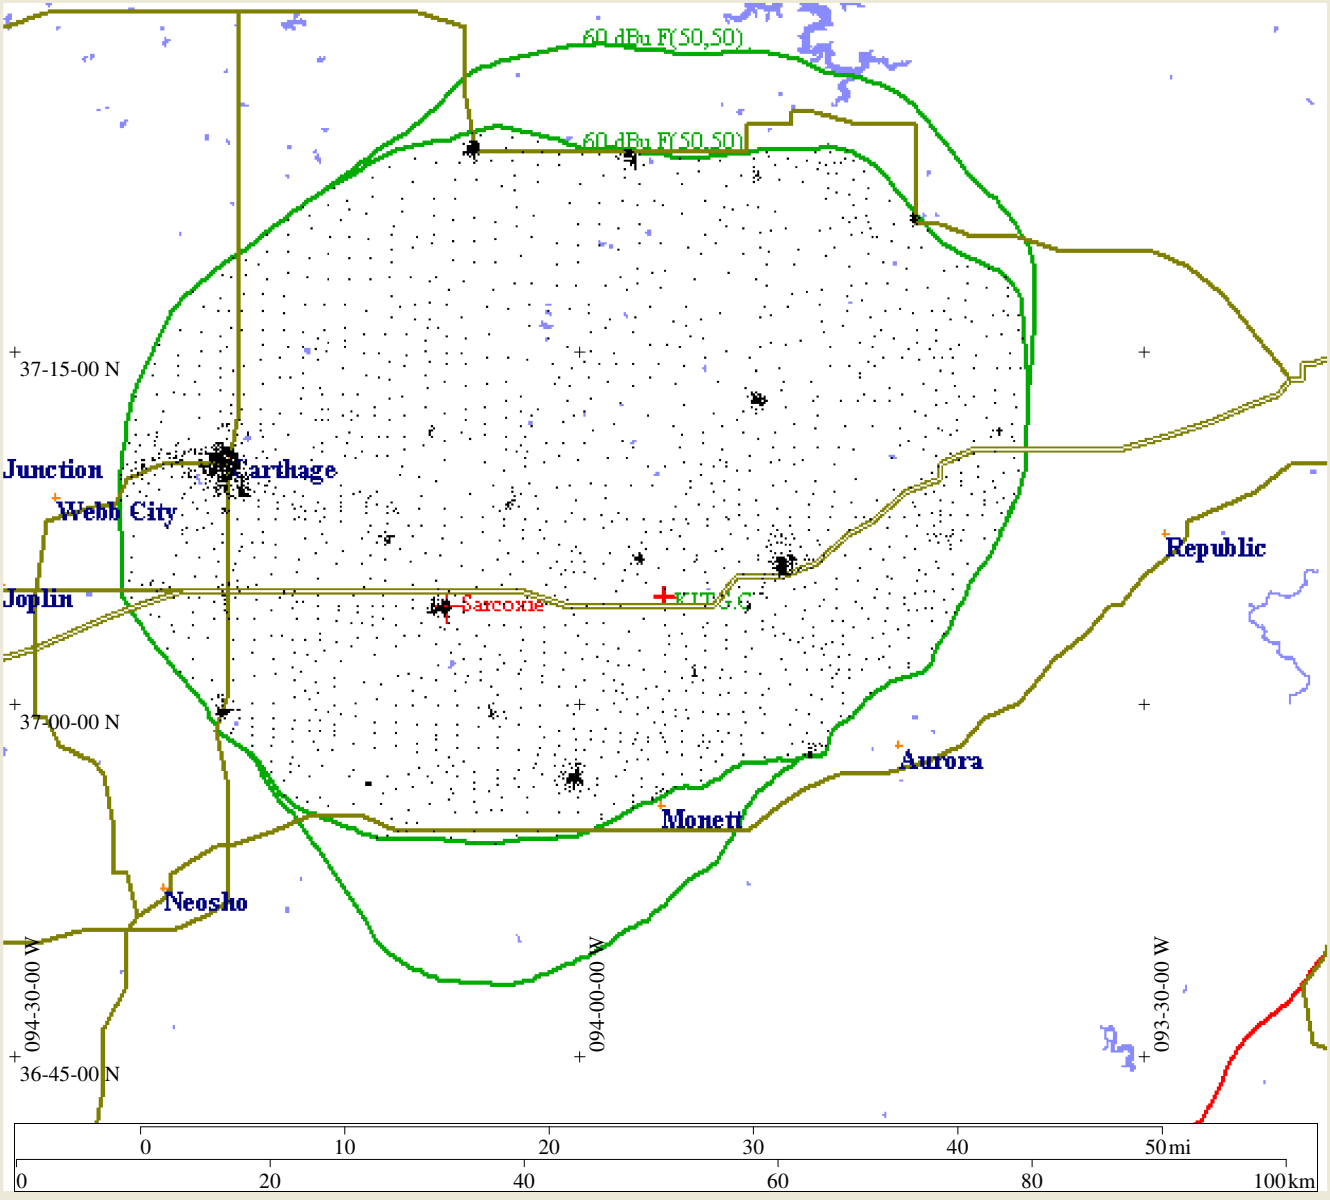 60 dBu F(50,50)
60 dBu F(50,50)
37-15-00 N
Junction
Carthage
Webb City
Republic
Joplin
Sarcoxie
37-00-00 N
Aurora
Monett
Neosho
094-30-00 W
094-00-00 W
093-30-00 W
36-45-00 N
0 10 20 30 40 50 mi
0 20 40 60 80 100 km